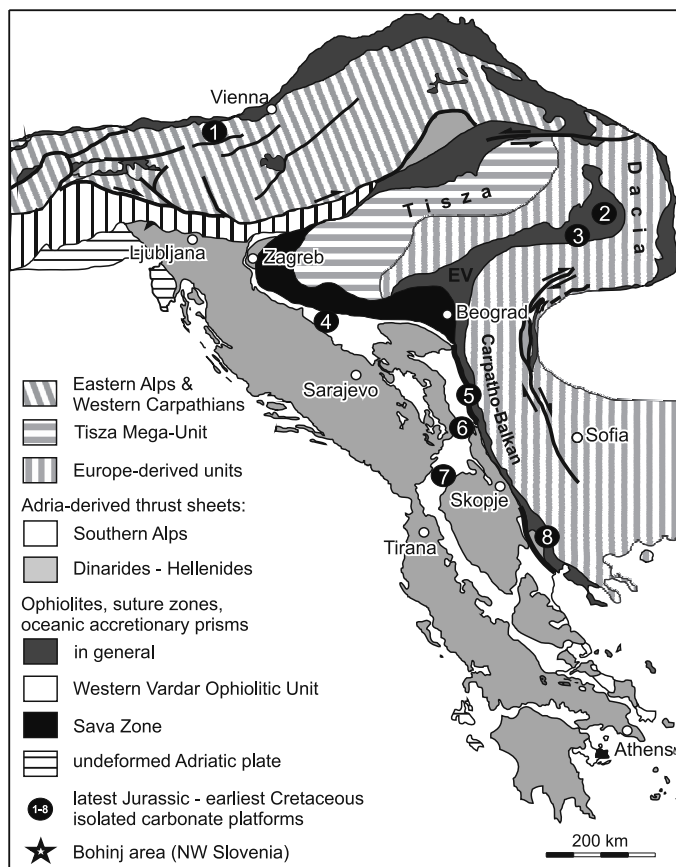 Vienna
1
Dacia
Tisza
2
3
Ljubljana
Zagreb
EV
4
Beograd
Carpatho-Balkan
Sarajevo
5
Sofia
6
7
Skopje
8
Tirana
Athens
Eastern Alps &
Western Carpathians
Tisza Mega-Unit
Europe-derived units
Adria-derived thrust sheets:
Southern Alps
Dinarides - Hellenides
Ophiolites, suture zones,
oceanic accretionary prisms
in general
Western Vardar Ophiolitic Unit
Sava Zone
undeformed Adriatic plate
1-8
latest Jurassic - earliest Cretaceous
isolated carbonate platforms
Bohinj area (NW Slovenia)
200 km